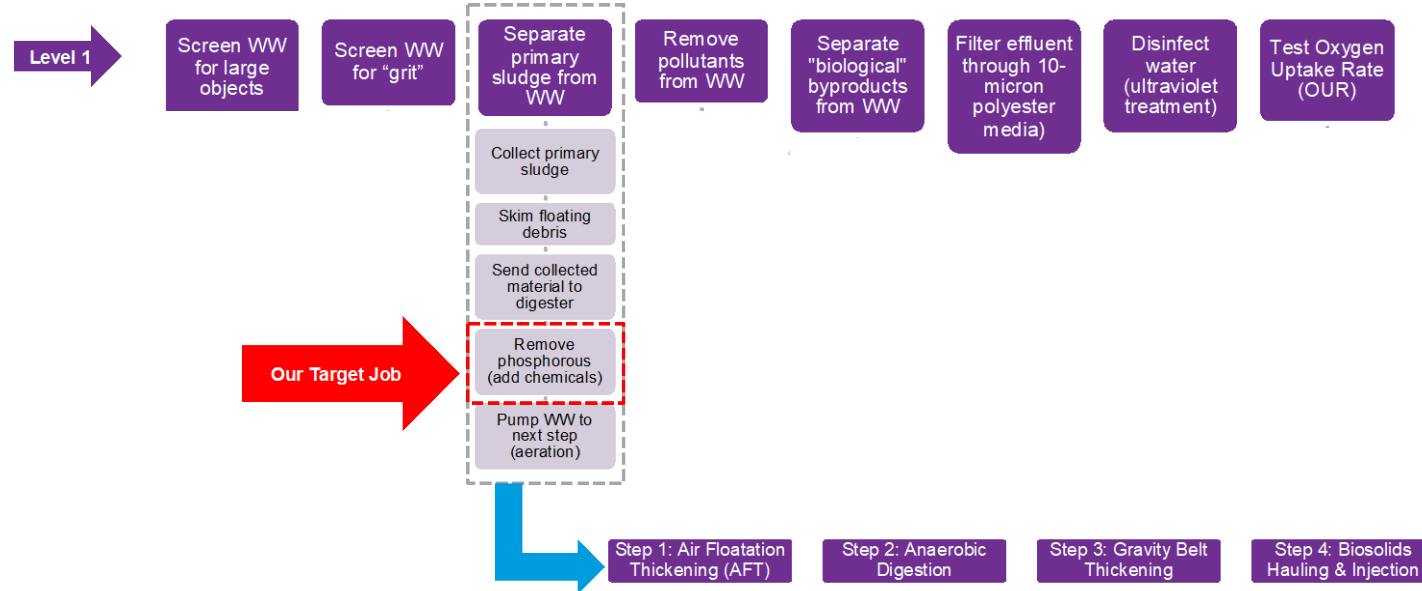 Level 1
Screen WW
for large
objects
Screen WW
for “grit”
Separate
primary
sludge from
WW
Remove
pollutants
from WW
Separate
"biological"
byproducts
from WW
Filter effluent
through 10-
micron
polyester
media)
Disinfect
water
(ultraviolet
treatment)
Test Oxygen
Uptake Rate
(OUR)
Collect primary
sludge
Skim floating
debris
Send collected
material to
digester
Our Target Job
Remove
phosphorous
(add chemicals)
Pump WW to
next step
(aeration)
Step 1: Air Floatation
Thickening (AFT)
Step 2: Anaerobic
Digestion
Step 3: Gravity Belt
Thickening
Step 4: Biosolids
Hauling & Injection